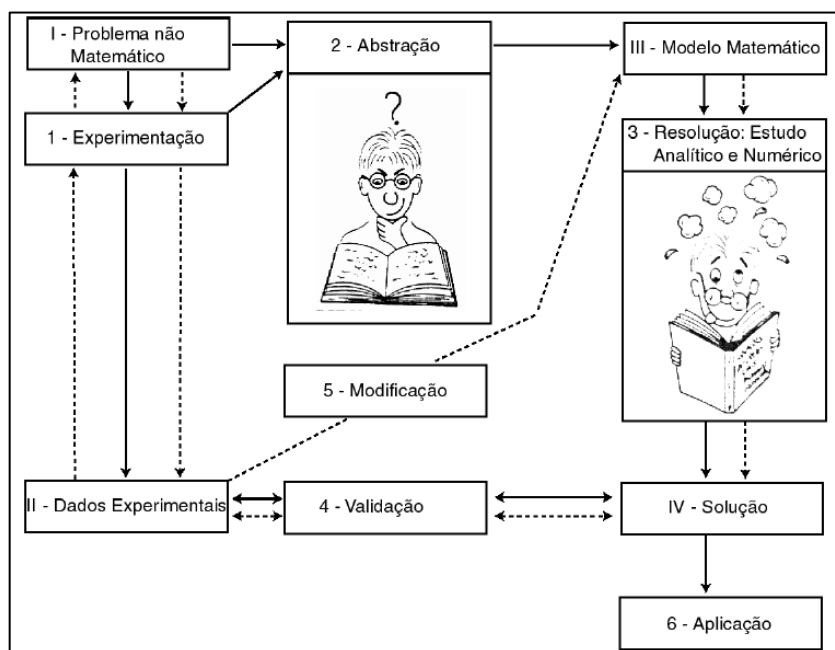 I - Problema não
Matemático
2 - Abstração
III - Modelo Matemático
1 - Experimentação
3 - Resolução: Estudo
Analítico e Numérico
?
5 - Modificação
II - Dados Experimentais
4 - Validação
IV - Solução
6 - Aplicação